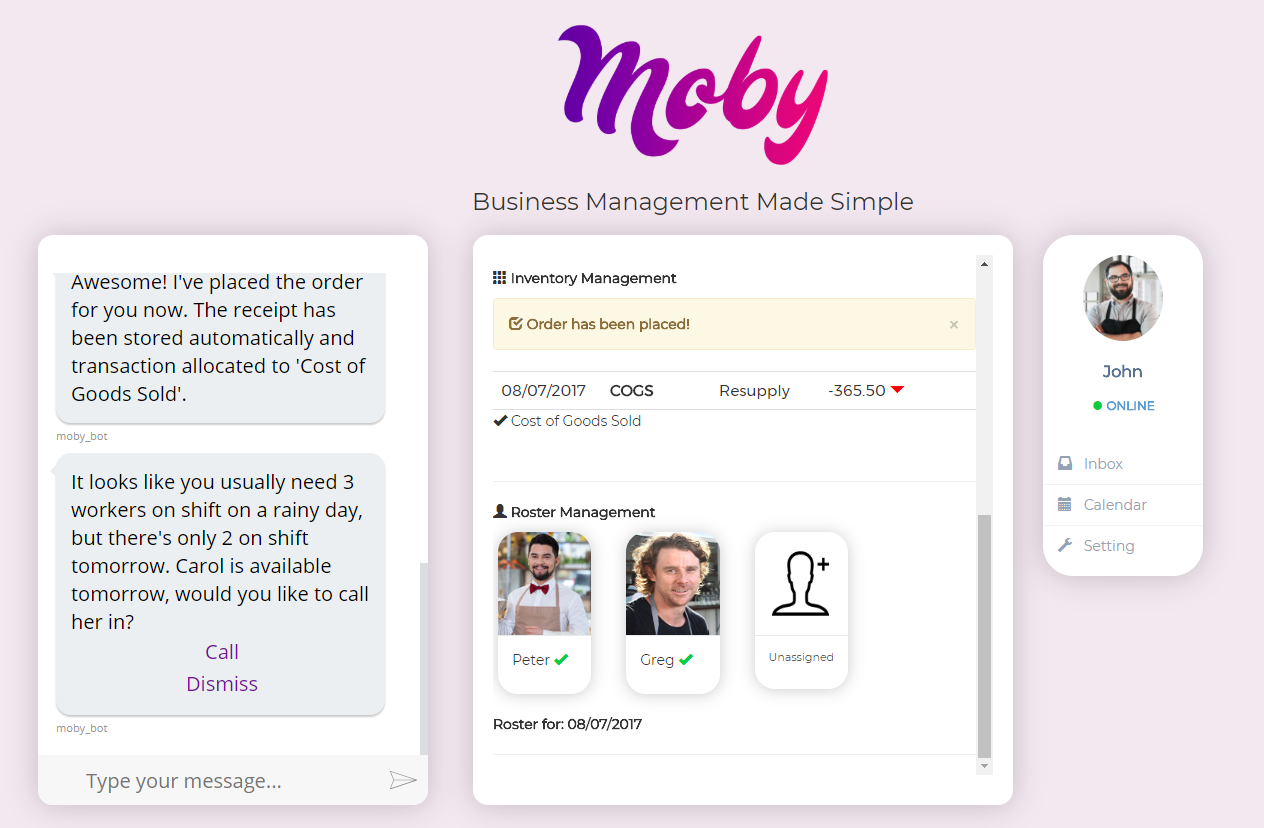 Moby
Business Management Made Simple
Awesome! I've placed the order
for you now. The receipt has
been stored automatically and
transaction allocated to 'Cost of
Goods Sold'.
moby_bot
It looks like you usually need 3
workers on shift on a rainy day,
but there's only 2 on shift
tomorrow. Carol is available
tomorrow, would you like to call
her in?
Call
Dismiss
moby_bot
Type your message...
Inventory Management
Order has been placed! ×
08/07/2017 COGS Resupply -365.50
Cost of Goods Sold
Roster Management
Peter
Greg
Unassigned
Roster for: 08/07/2017
John
ONLINE
Inbox
Calendar
Setting